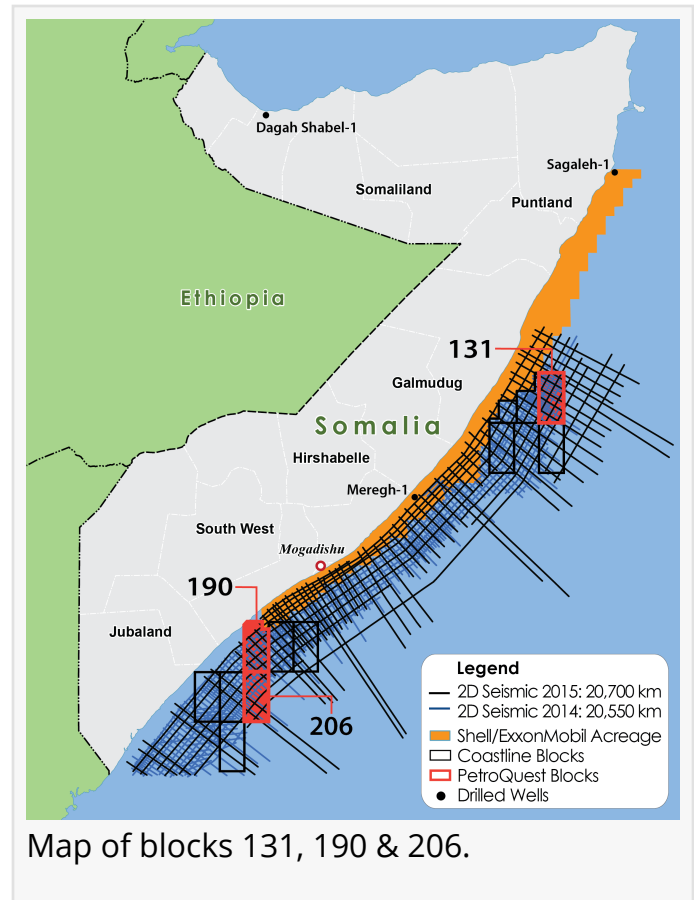 Dagah Shabel-1
Sagaleh-1
Somaliland
Puntland
Ethiopia
131
Galmudug
Somalia
Hirshabelle
Meregh-1
South West
Mogadishu
190
Jubaland
206
Legend
2D Seismic 2015: 20,700 km
2D Seismic 2014: 20,550 km
Shell/ExxonMobil Acreage
Coastline Blocks
PetroQuest Blocks
Drilled Wells
Map of blocks 131, 190 & 206.